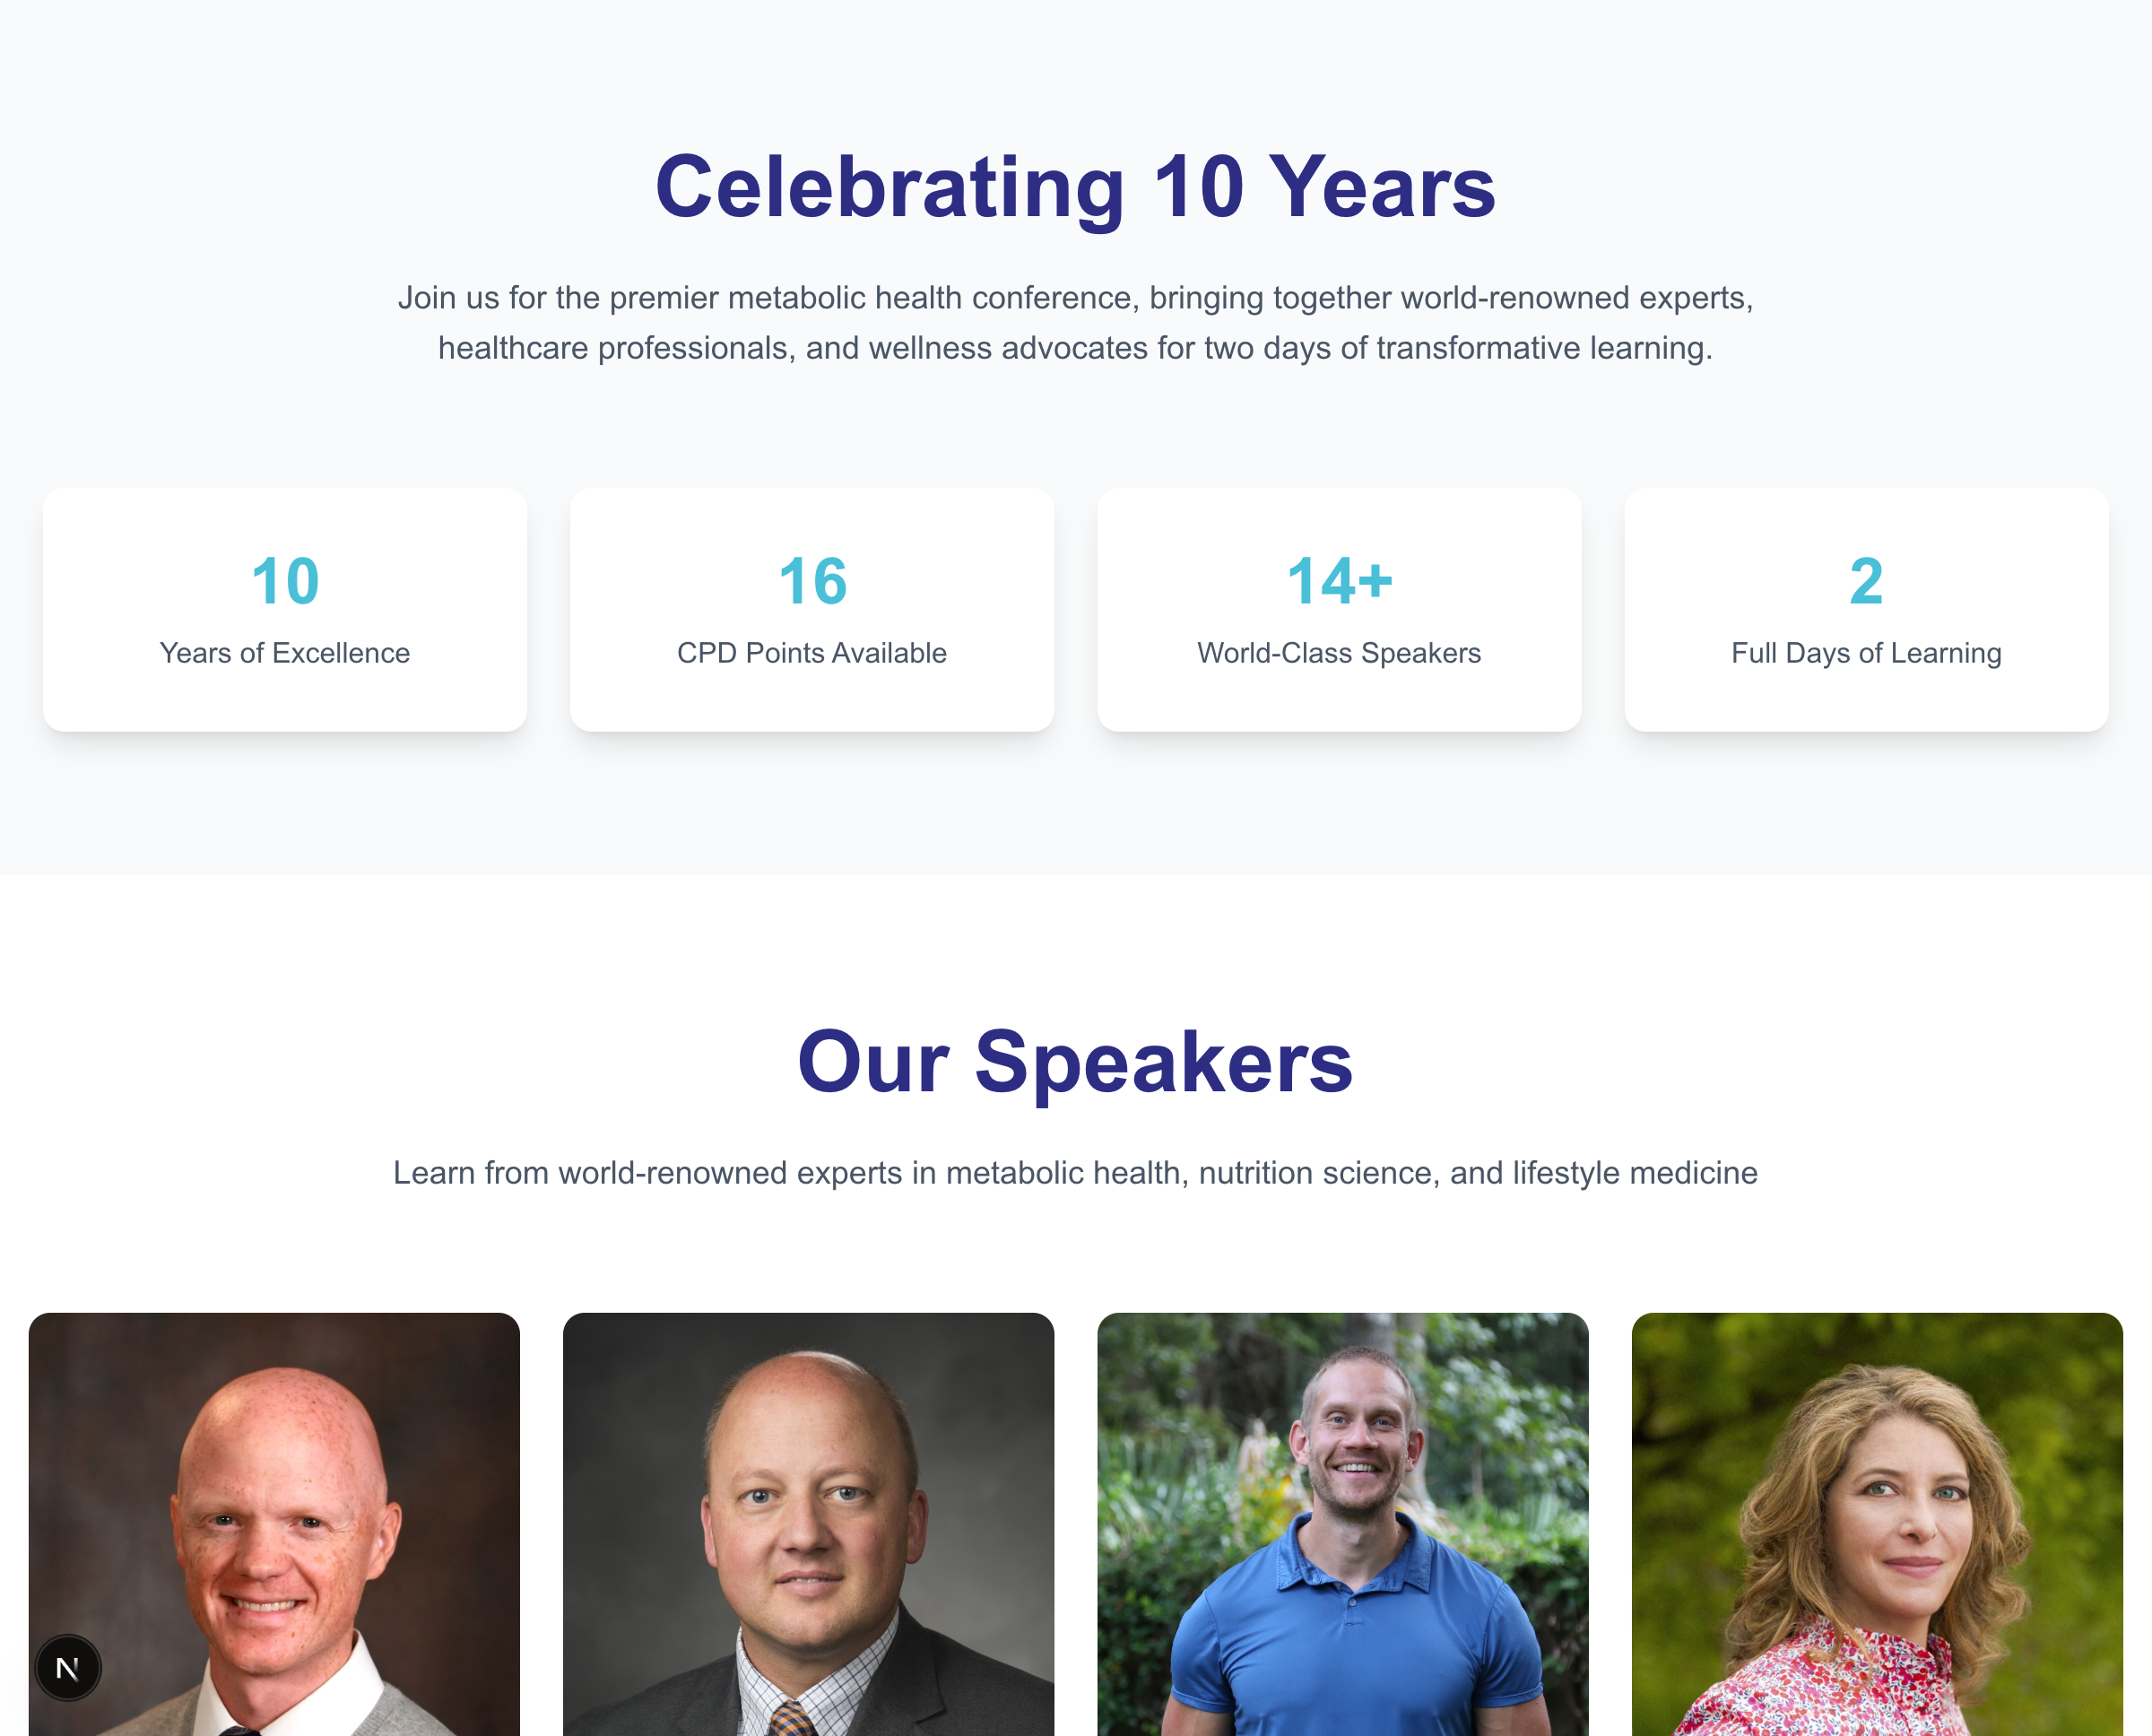 Celebrating 10 Years
Join us for the premier metabolic health conference, bringing together world-renowned experts,
healthcare professionals, and wellness advocates for two days of transformative learning.
10
Years of Excellence
16
CPD Points Available
14+
World-Class Speakers
2
Full Days of Learning
Our Speakers
Learn from world-renowned experts in metabolic health, nutrition science, and lifestyle medicine
N